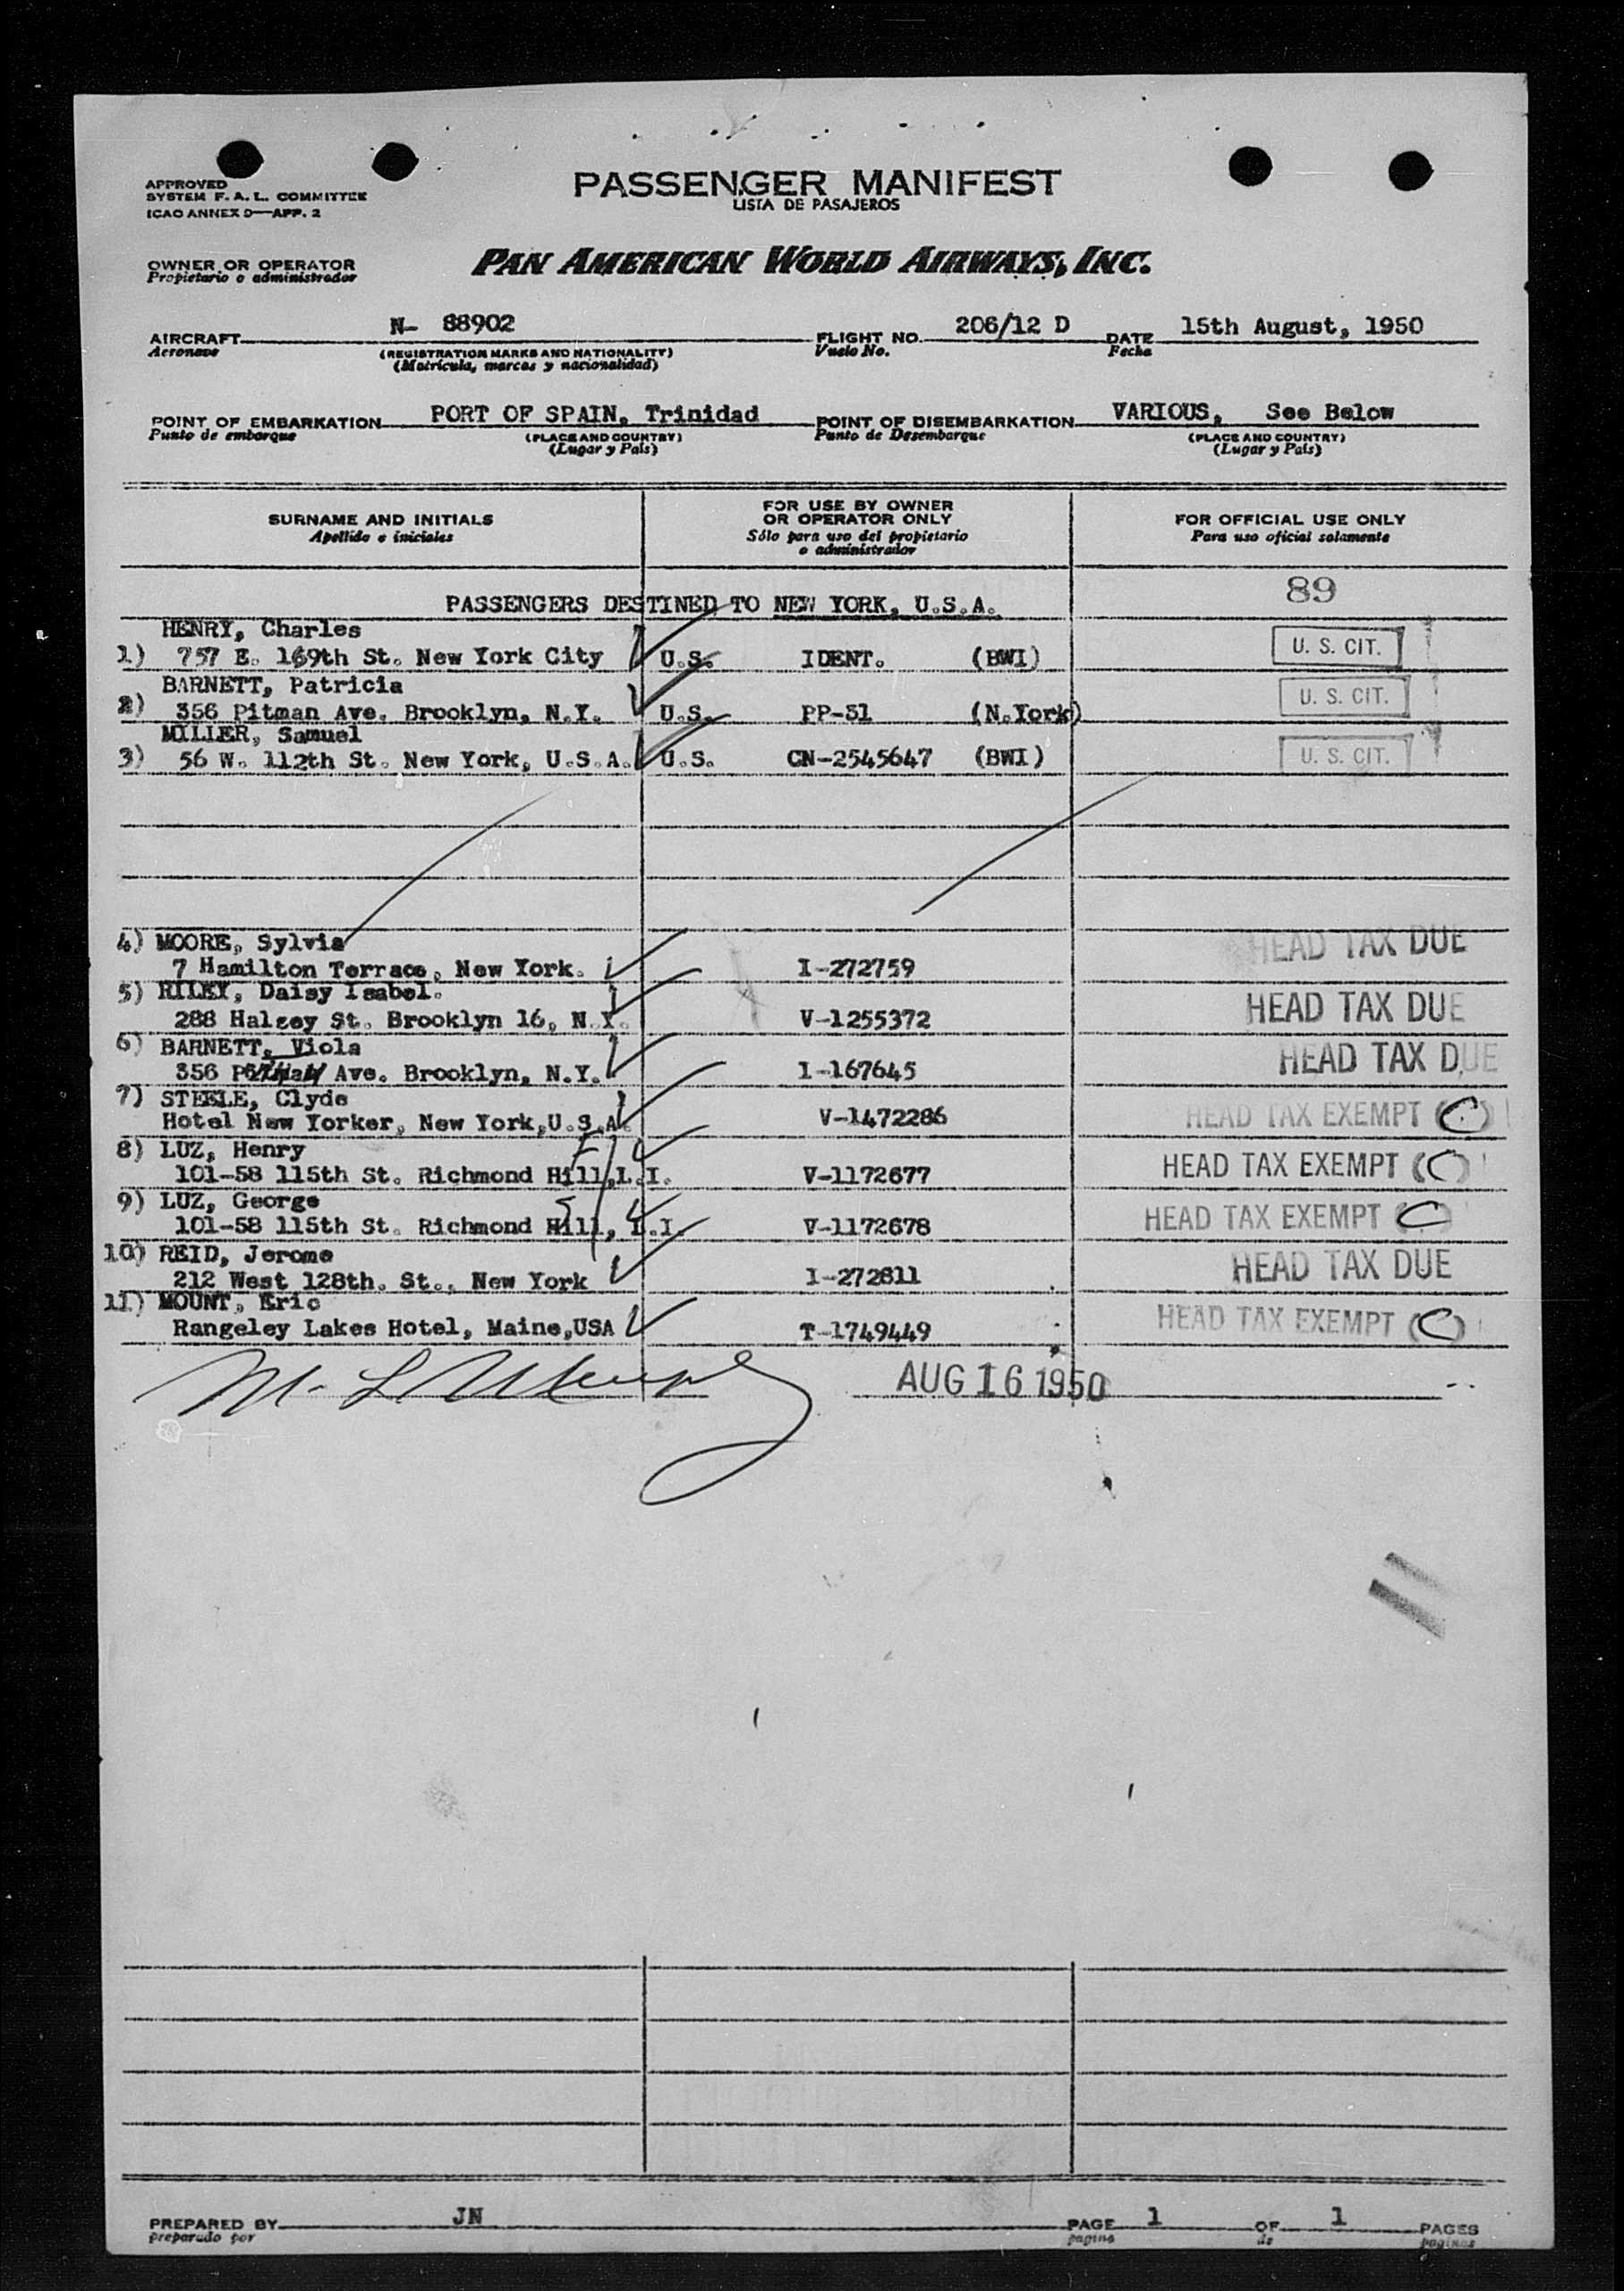 APPROVED
SYSTEM F. A. L. COMMITTEE
ICAO ANNEX 9—APP. 2
PASSENGER MANIFEST
LISTA DE PASAJEROS
OWNER OR OPERATOR
Propietario o administrador
PAN AMERICAN WORLD AIRWAYS, INC.
AIRCRAFT N- 88902 FLIGHT NO. 206/12 D DATE 15th August, 1950
Aeronave (REGISTRATION MARKS AND NATIONALITY) Vuelo No. Fecha
(Matrícula, marcas y nacionalidad)
POINT OF EMBARKATION PORT OF SPAIN, Trinidad POINT OF DISEMBARKATION VARIOUS, See Below
Punto de embarque (PLACE AND COUNTRY) Punto de Desembarque (PLACE AND COUNTRY)
(Lugar y País) (Lugar y País)
SURNAME AND INITIALS FOR USE BY OWNER OR OPERATOR ONLY FOR OFFICIAL USE ONLY
Apellido e iniciales Sólo para uso del propietario o administrador Para uso oficial solamente
PASSENGERS DESTINED TO NEW YORK, U.S.A. 89
HENRY, Charles
1) 757 E. 169th St. New York City U.S. IDENT. (BWI) U. S. CIT.
BARNETT, Patricia
2) 356 Pitman Ave. Brooklyn, N.Y. U.S. PP-31 (N.York) U. S. CIT.
MILLER, Samuel
3) 56 W. 112th St. New York, U.S.A. U.S. CN-2545647 (BWI) U. S. CIT.
4) MOORE, Sylvia HEAD TAX DUE
7 Hamilton Terrace, New York. I-272759
5) RILEY, Daisy Isabel.
288 Halsey St. Brooklyn 16, N.Y. V-1255372 HEAD TAX DUE
6) BARNETT, Viola
356 Ave. Brooklyn, N.Y. I-167645 HEAD TAX DUE
7) STEELE, Clyde
Hotel New Yorker, New York,U.S.A. V-1472286 HEAD TAX EXEMPT (C)
8) LUZ, Henry F
101-58 115th St. Richmond Hill,L.I. V-1172677 HEAD TAX EXEMPT (C)
9) LUZ, George S
101-58 115th St. Richmond Hill, L.I. V-1172678 HEAD TAX EXEMPT (C)
10) REID, Jerome
212 West 128th. St., New York I-272811 HEAD TAX DUE
11) MOUNT, Eric
Rangeley Lakes Hotel, Maine,USA T-1749449 HEAD TAX EXEMPT (C)
AUG 16 1950
PREPARED BY JN PAGE 1 OF 1 PAGES
preparado por pagina de paginas